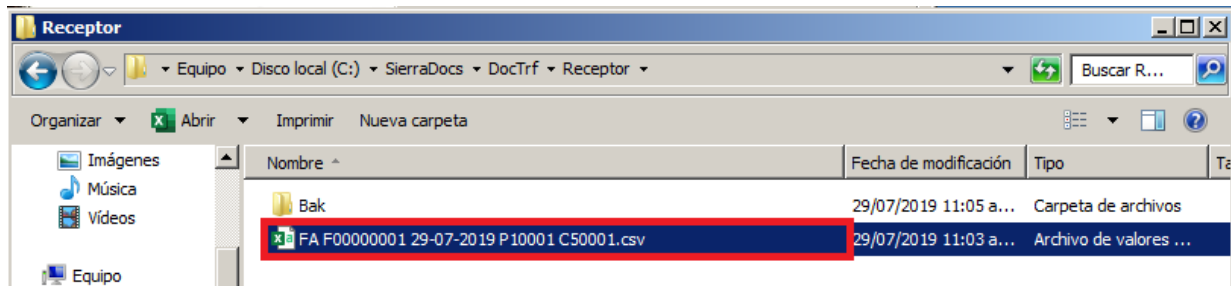 Receptor
Equipo Disco local (C:) SierraDocs DocTrf Receptor Buscar R...
Organizar Abrir Imprimir Nueva carpeta
Imágenes Nombre Fecha de modificación Tipo Ta
Música
Bak 29/07/2019 11:05 a... Carpeta de archivos
Vídeos
FA F00000001 29-07-2019 P10001 C50001.csv 29/07/2019 11:03 a... Archivo de valores ...
Equipo